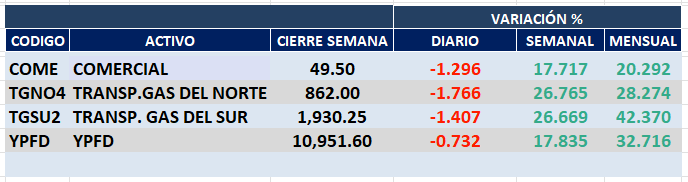 VARIACIÓN %
CODIGO ACTIVO CIERRE SEMANA DIARIO SEMANAL MENSUAL
COME COMERCIAL 49.50 -1.296 17.717 20.292
TGNO4 TRANSP.GAS DEL NORTE 862.00 -1.766 26.765 28.274
TGSU2 TRANSP. GAS DEL SUR 1,930.25 -1.407 26.669 42.370
YPFD YPFD 10,951.60 -0.732 17.835 32.716